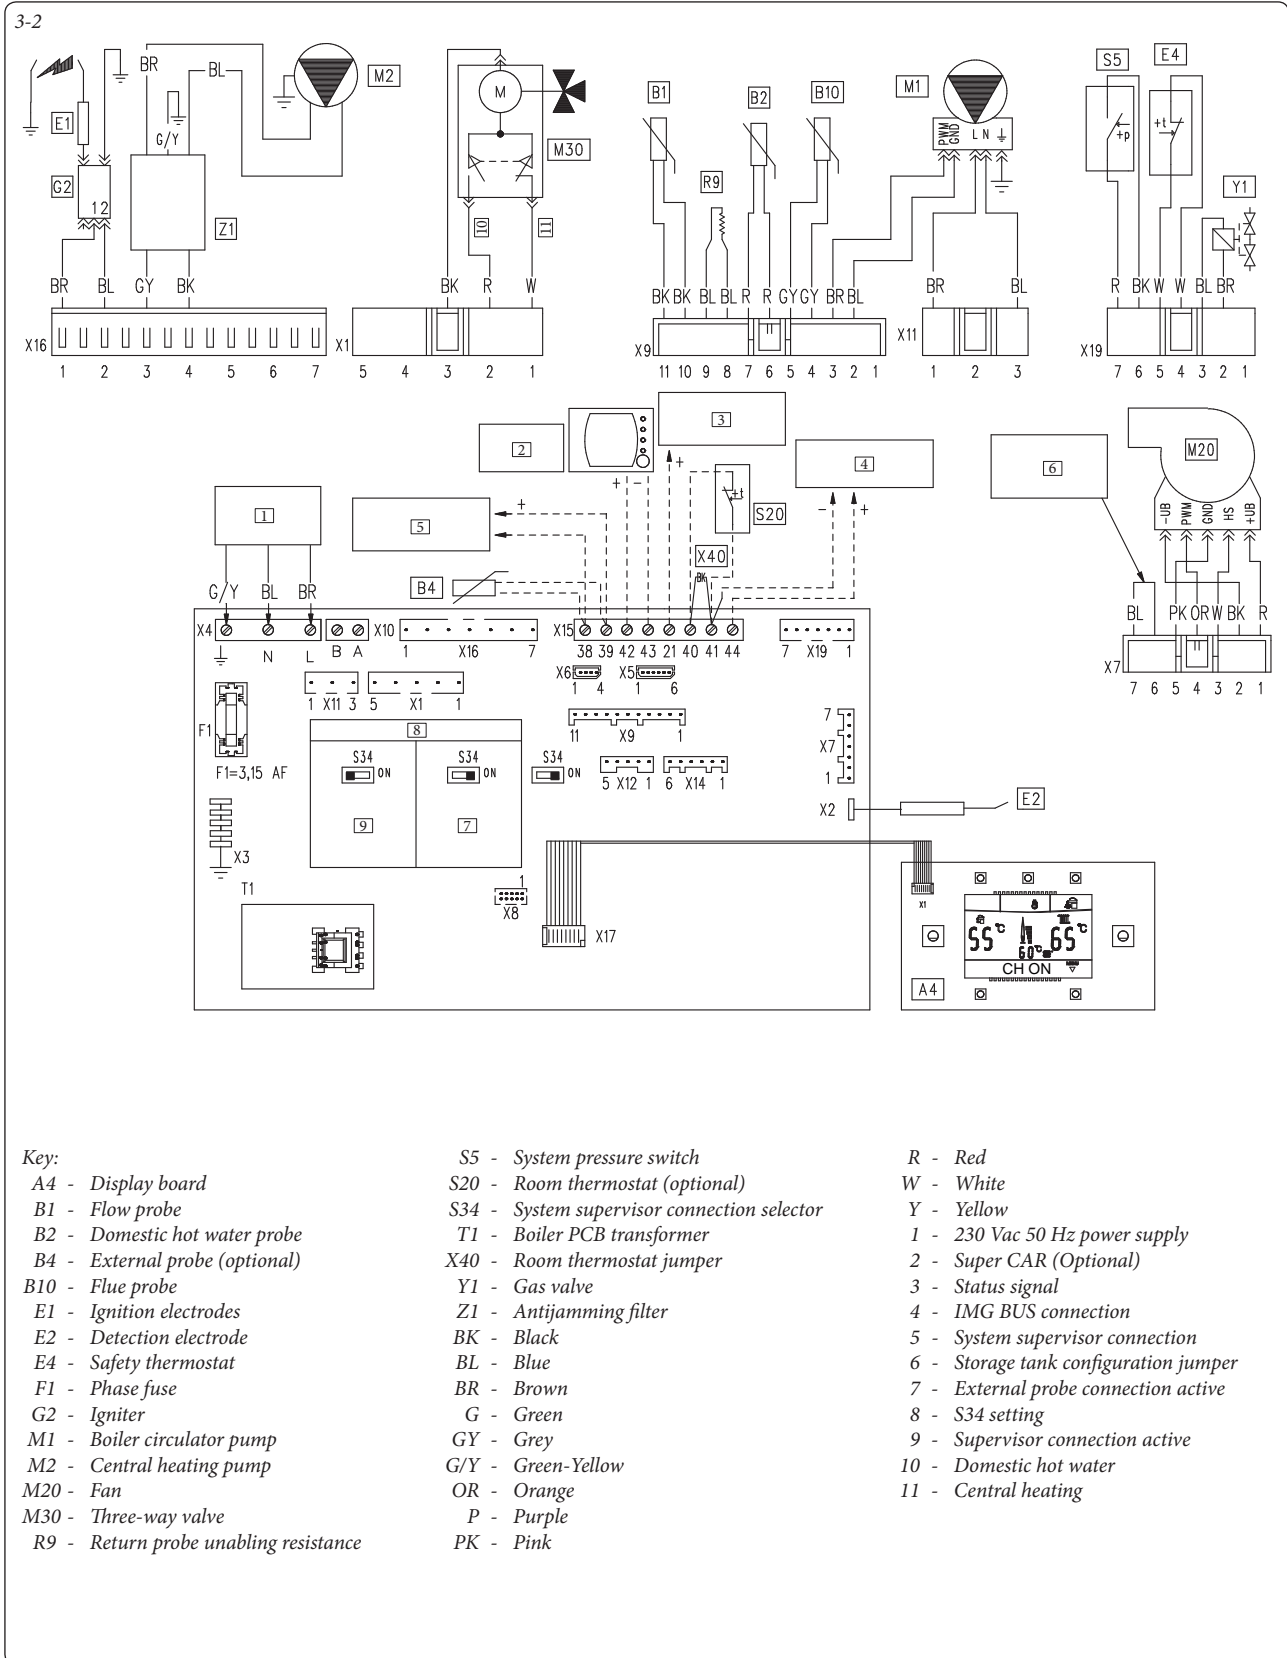 3-2
BR
BL
M2
E1
G/Y
G2
1 2
Z1
BR BL GY BK
X16
1 2 3 4 5 6 7
M
M30
10
11
BK R W
X1
5 4 3 2 1
B1
B2
B10
R9
M1
PWM
GND
L N
BK BK BL BL R R GY GY BR BL
X9
11 10 9 8 7 6 5 4 3 2 1
BR BL
X11
1 2 3
S5
E4
+p
+t
Y1
R BK W W BL BR
X19
7 6 5 4 3 2 1
1
2
3
4
5
6
+
+ -
+
- +
+t
S20
X40
BK
B4
G/Y BL BR
M20
-UB
PWM
GND
HS
+UB
BL PK OR W BK R
X7
7 6 5 4 3 2 1
X4
N L
B A
X10
1 X16 7
X15
38 39 42 43 21 40 41 44
7 X19 1
X6
1 4
X5
1 6
1 X11 3
5 X1 1
11 X9 1
F1
F1=3,15 AF
8
S34
ON
S34
ON
S34
ON
9
7
5 X12 1
6 X14 1
7
X7
1
X2
E2
X3
T1
1
X8
X17
X1
55 °C
60 °C
65 °C
MENU
CH ON
A4
Key:
A4 - Display board
B1 - Flow probe
B2 - Domestic hot water probe
B4 - External probe (optional)
B10 - Flue probe
E1 - Ignition electrodes
E2 - Detection electrode
E4 - Safety thermostat
F1 - Phase fuse
G2 - Igniter
M1 - Boiler circulator pump
M2 - Central heating pump
M20 - Fan
M30 - Three-way valve
R9 - Return probe unabling resistance
S5 - System pressure switch
S20 - Room thermostat (optional)
S34 - System supervisor connection selector
T1 - Boiler PCB transformer
X40 - Room thermostat jumper
Y1 - Gas valve
Z1 - Antijamming filter
BK - Black
BL - Blue
BR - Brown
G - Green
GY - Grey
G/Y - Green-Yellow
OR - Orange
P - Purple
PK - Pink
R - Red
W - White
Y - Yellow
1 - 230 Vac 50 Hz power supply
2 - Super CAR (Optional)
3 - Status signal
4 - IMG BUS connection
5 - System supervisor connection
6 - Storage tank configuration jumper
7 - External probe connection active
8 - S34 setting
9 - Supervisor connection active
10 - Domestic hot water
11 - Central heating